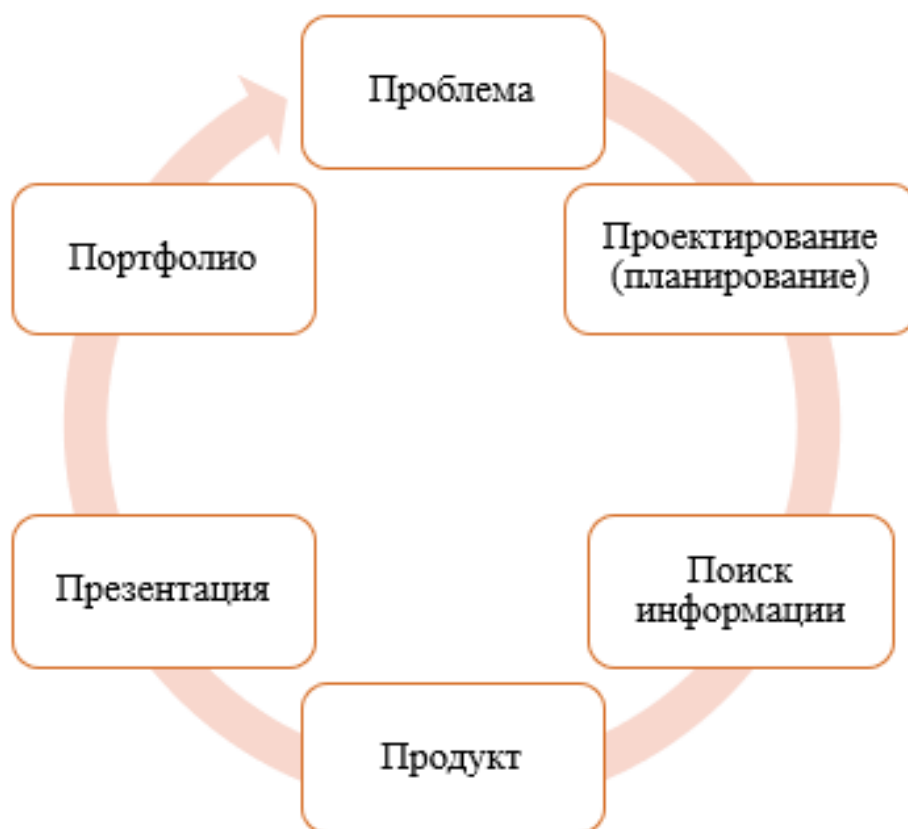 Проблема
Проектирование
(планирование)
Поиск
информации
Продукт
Презентация
Портфолио